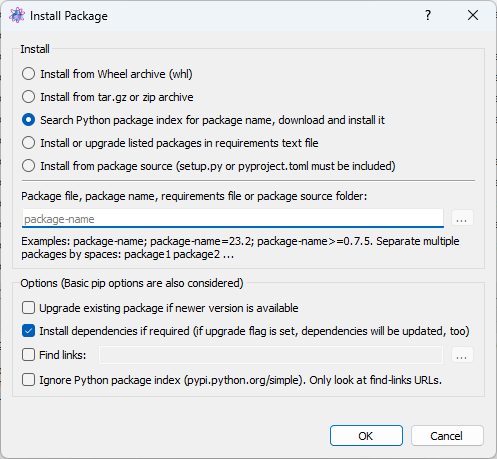 Install Package
?
Install
Install from Wheel archive (whl)
Install from tar.gz or zip archive
Search Python package index for package name, download and install it
Install or upgrade listed packages in requirements text file
Install from package source (setup.py or pyproject.toml must be included)
Package file, package name, requirements file or package source folder:
package-name
...
Examples: package-name; package-name=23.2; package-name>=0.7.5. Separate multiple
packages by spaces: package1 package2 ...
Options (Basic pip options are also considered)
Upgrade existing package if newer version is available
Install dependencies if required (if upgrade flag is set, dependencies will be updated, too)
Find links:
...
Ignore Python package index (pypi.python.org/simple). Only look at find-links URLs.
OK
Cancel